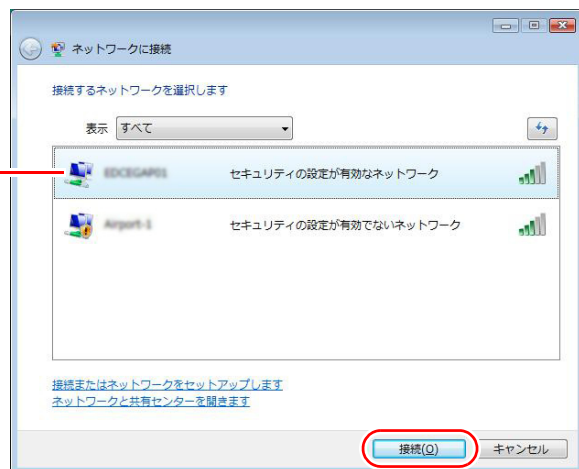 ネットワークに接続
接続するネットワークを選択します
表示 すべて
セキュリティの設定が有効なネットワーク
セキュリティの設定が有効でないネットワーク
接続またはネットワークをセットアップします
ネットワークと共有センターを開きます
接続(O) キャンセル